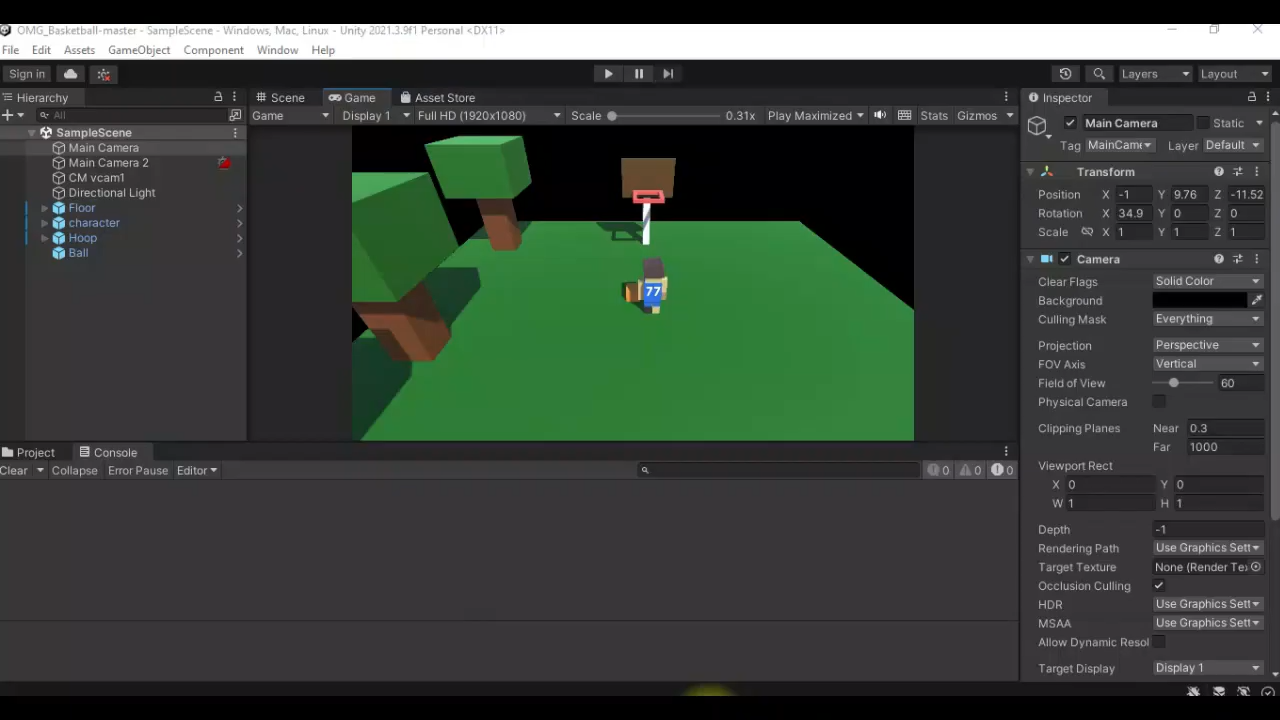 OMG_Basketball-master - SampleScene - Windows, Mac, Linux - Unity 2021.3.9f1 Personal <DX11>
File Edit Assets GameObject Component Window Help
Sign in Layers Layout
Hierarchy
All
SampleScene
Main Camera
Main Camera 2
CM vcam1
Directional Light
Floor
character
Hoop
Ball
Scene Game Asset Store
Game Display 1 Full HD (1920x1080) Scale 0.31x Play Maximized Stats Gizmos
77
Project Console
Clear Collapse Error Pause Editor 0 0 0
Inspector
Main Camera Static
Tag MainCame Layer Default
Transform
Position X -1 Y 9.76 Z -11.52
Rotation X 34.9 Y 0 Z 0
Scale X 1 Y 1 Z 1
Camera
Clear Flags Solid Color
Background
Culling Mask Everything
Projection Perspective
FOV Axis Vertical
Field of View 60
Physical Camera
Clipping Planes Near 0.3
Far 1000
Viewport Rect
X 0 Y 0
W 1 H 1
Depth -1
Rendering Path Use Graphics Sett
Target Texture None (Render Te
Occlusion Culling
HDR Use Graphics Sett
MSAA Use Graphics Sett
Allow Dynamic Resol
Target Display Display 1